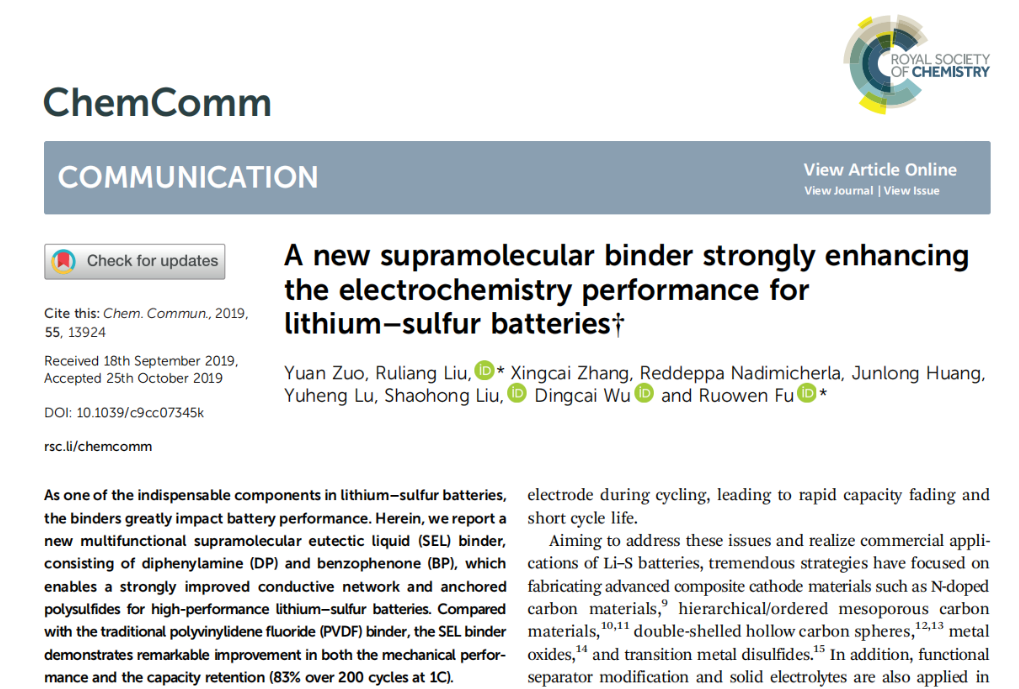 ROYAL SOCIETY
OF CHEMISTRY
ChemComm
COMMUNICATION
View Article Online
View Journal | View Issue
Check for updates
Cite this: Chem. Commun., 2019,
55, 13924
Received 18th September 2019,
Accepted 25th October 2019
DOI: 10.1039/c9cc07345k
rsc.li/chemcomm
A new supramolecular binder strongly enhancing
the electrochemistry performance for
lithium–sulfur batteries†
Yuan Zuo, Ruliang Liu, iD * Xingcai Zhang, Reddeppa Nadimicherla, Junlong Huang,
Yuheng Lu, Shaohong Liu, iD Dingcai Wu iD and Ruowen Fu iD *
As one of the indispensable components in lithium–sulfur batteries,
the binders greatly impact battery performance. Herein, we report a
new multifunctional supramolecular eutectic liquid (SEL) binder,
consisting of diphenylamine (DP) and benzophenone (BP), which
enables a strongly improved conductive network and anchored
polysulfides for high-performance lithium–sulfur batteries. Compared
with the traditional polyvinylidene fluoride (PVDF) binder, the SEL binder
demonstrates remarkable improvement in both the mechanical perfor-
mance and the capacity retention (83% over 200 cycles at 1C).
electrode during cycling, leading to rapid capacity fading and
short cycle life.
Aiming to address these issues and realize commercial appli-
cations of Li–S batteries, tremendous strategies have focused on
fabricating advanced composite cathode materials such as N-doped
carbon materials,9 hierarchical/ordered mesoporous carbon
materials,10,11 double-shelled hollow carbon spheres,12,13 metal
oxides,14 and transition metal disulfides.15 In addition, functional
separator modification and solid electrolytes are also applied in